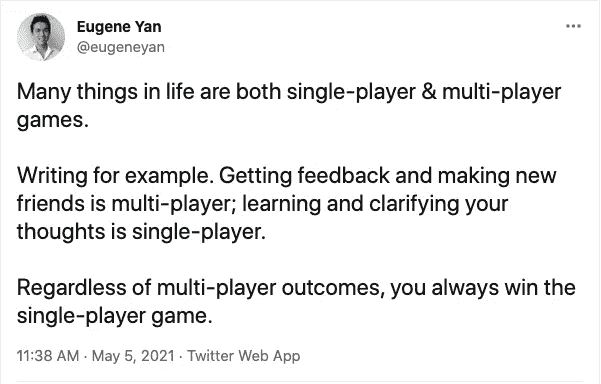 Eugene Yan
@eugeneyan
Many things in life are both single-player & multi-player
games.
Writing for example. Getting feedback and making new
friends is multi-player; learning and clarifying your
thoughts is single-player.
Regardless of multi-player outcomes, you always win the
single-player game.
11:38 AM · May 5, 2021 · Twitter Web App